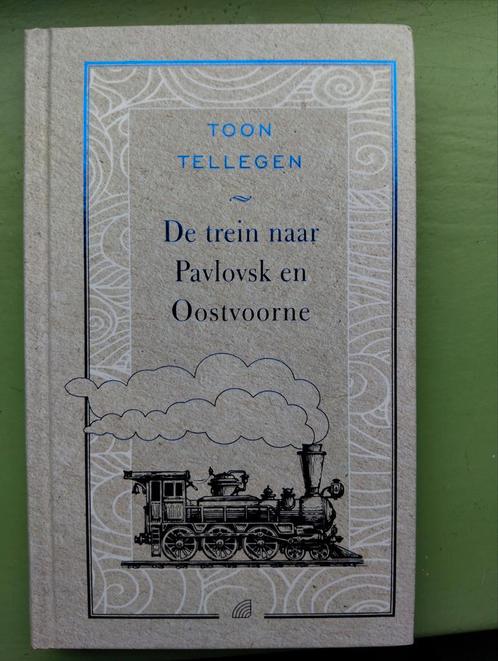 TOON
TELLEGEN
De trein naar
Pavlovsk en
Oostvoorne